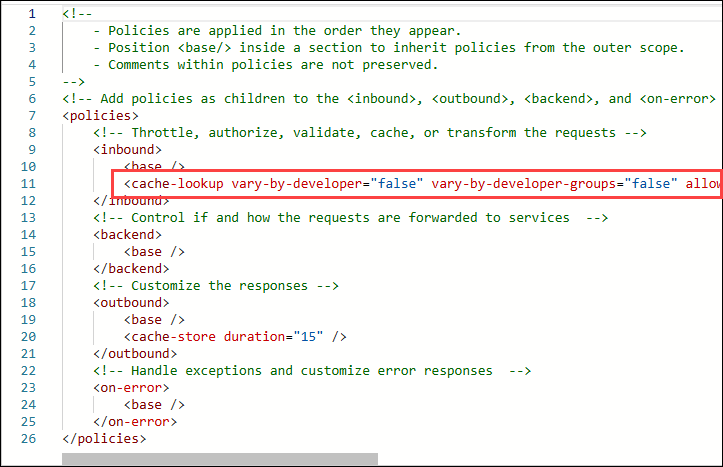 1 <!--
2 - Policies are applied in the order they appear.
3 - Position <base/> inside a section to inherit policies from the outer scope.
4 - Comments within policies are not preserved.
5 -->
6 <!-- Add policies as children to the <inbound>, <outbound>, <backend>, and <on-error>
7 <policies>
8 <!-- Throttle, authorize, validate, cache, or transform the requests -->
9 <inbound>
10 <base />
11 <cache-lookup vary-by-developer="false" vary-by-developer-groups="false" allow
12 </inbound>
13 <!-- Control if and how the requests are forwarded to services  -->
14 <backend>
15 <base />
16 </backend>
17 <!-- Customize the responses -->
18 <outbound>
19 <base />
20 <cache-store duration="15" />
21 </outbound>
22 <!-- Handle exceptions and customize error responses  -->
23 <on-error>
24 <base />
25 </on-error>
26 </policies>